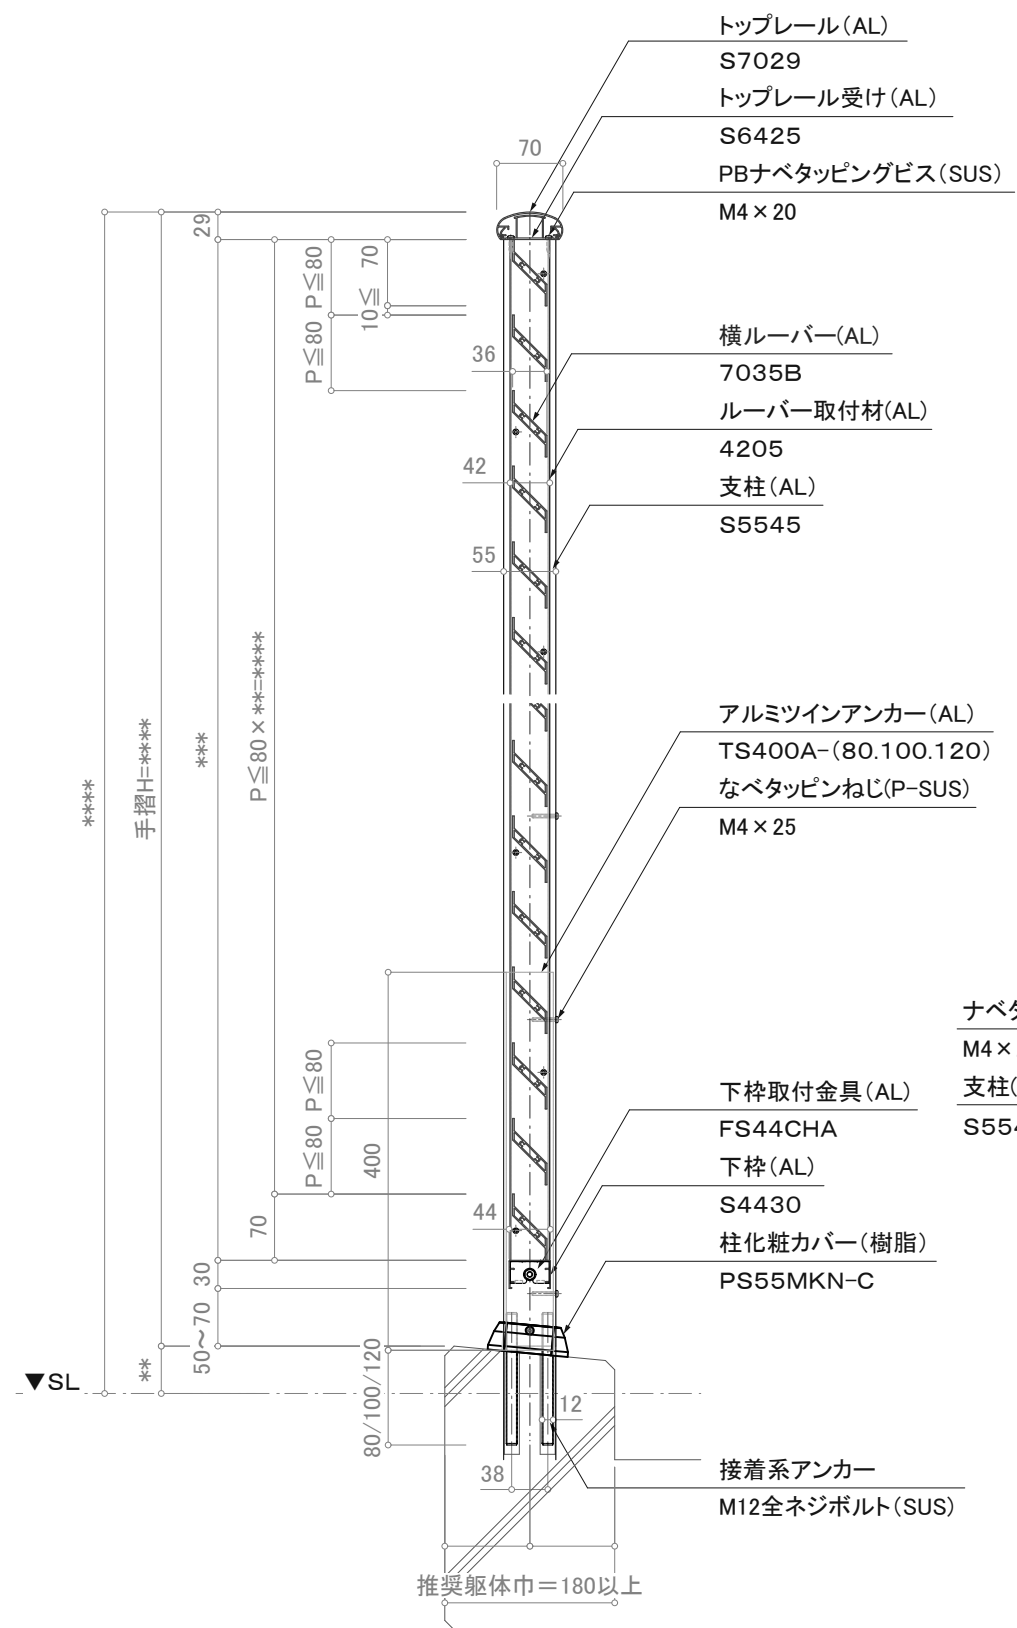 トップレール(AL)
S7029
トップレール受け(AL)
S6425
PBナベタッピングビス(SUS)
M4×20
70
29
P≦80
P≦80
10≦
70
36
横ルーバー(AL)
7035B
ルーバー取付材(AL)
4205
42
支柱(AL)
S5545
55
****
手摺H=****
***
P≦80×**=****
アルミツインアンカー(AL)
TS400A-(80.100.120)
なべタッピンねじ(P-SUS)
M4×25
ナベタ
M4×
支柱(
S554
P≦80
P≦80
400
70
44
下枠取付金具(AL)
FS44CHA
下枠(AL)
S4430
柱化粧カバー(樹脂)
PS55MKN-C
30
50~70
**
80/100/120
▼SL
12
38
接着系アンカー
M12全ネジボルト(SUS)
推奨躯体巾=180以上